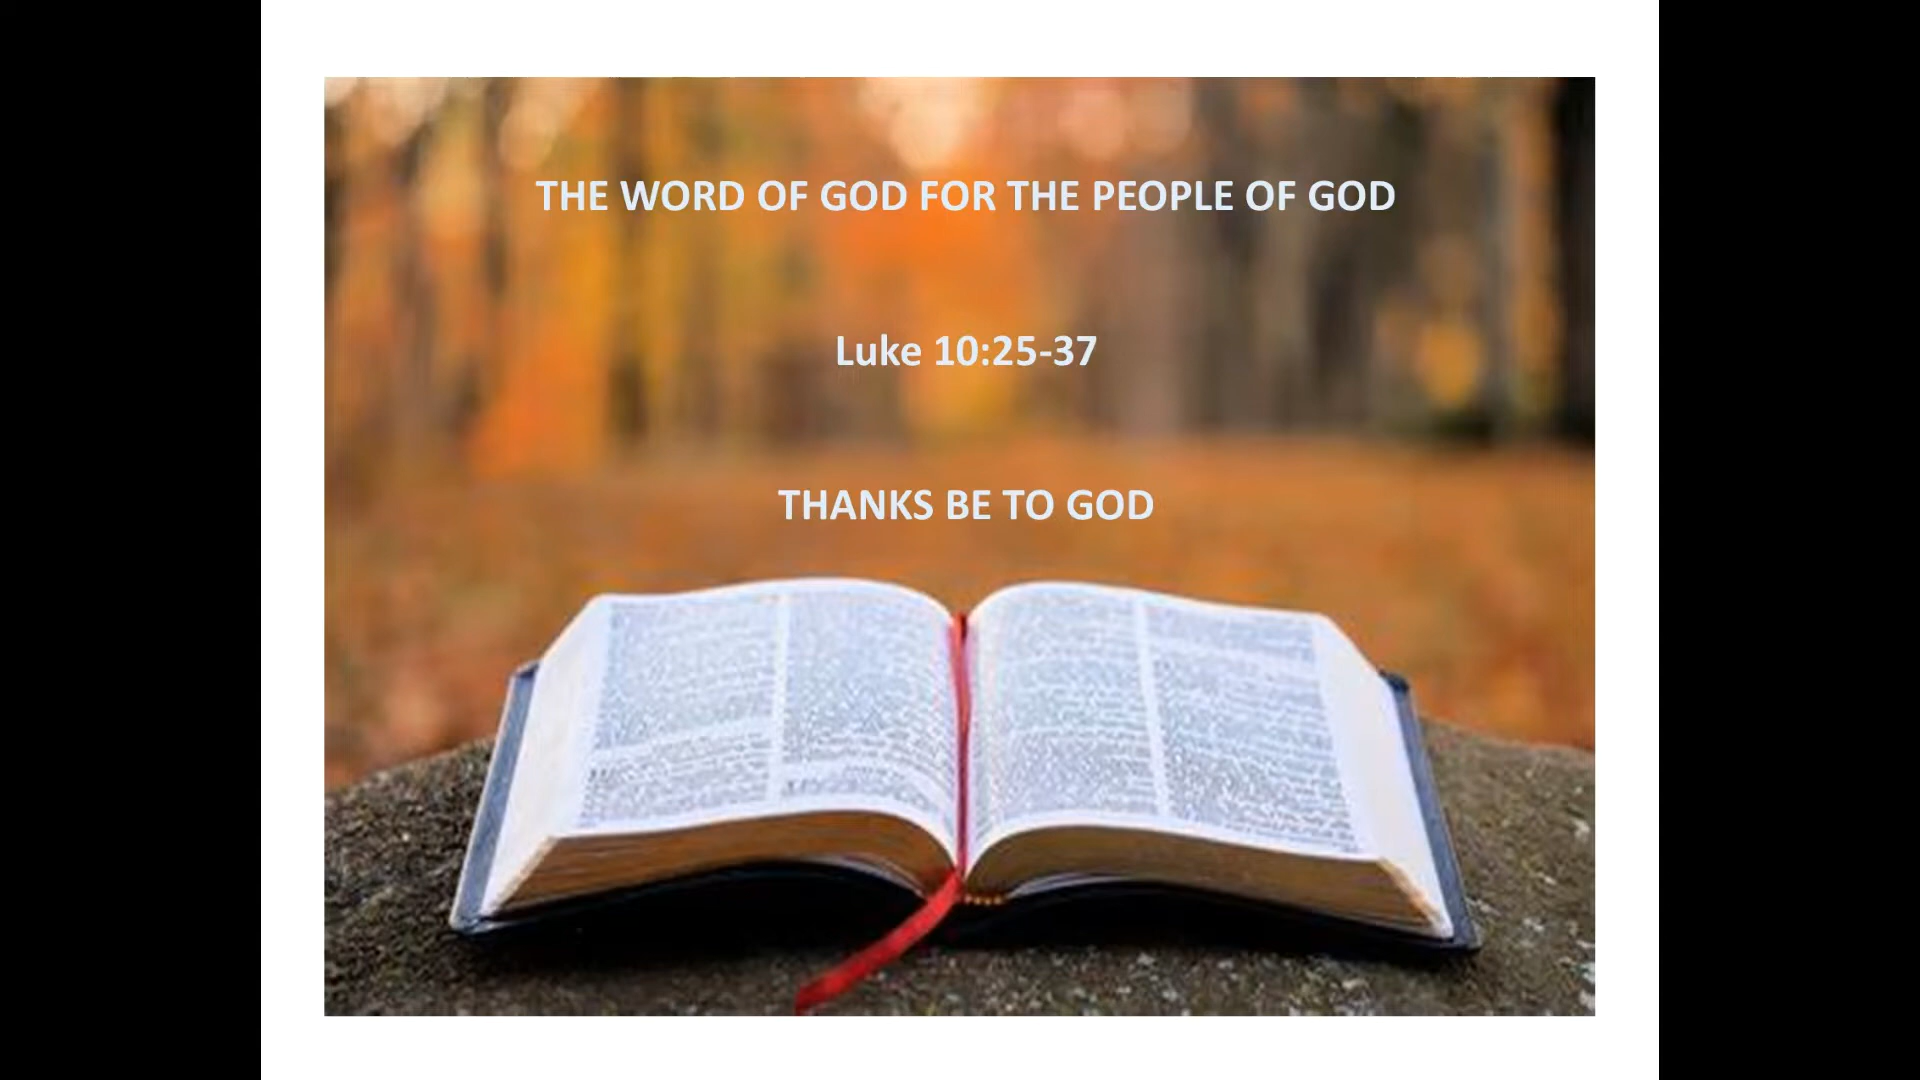 THE WORD OF GOD FOR THE PEOPLE OF GOD
Luke 10:25-37
THANKS BE TO GOD